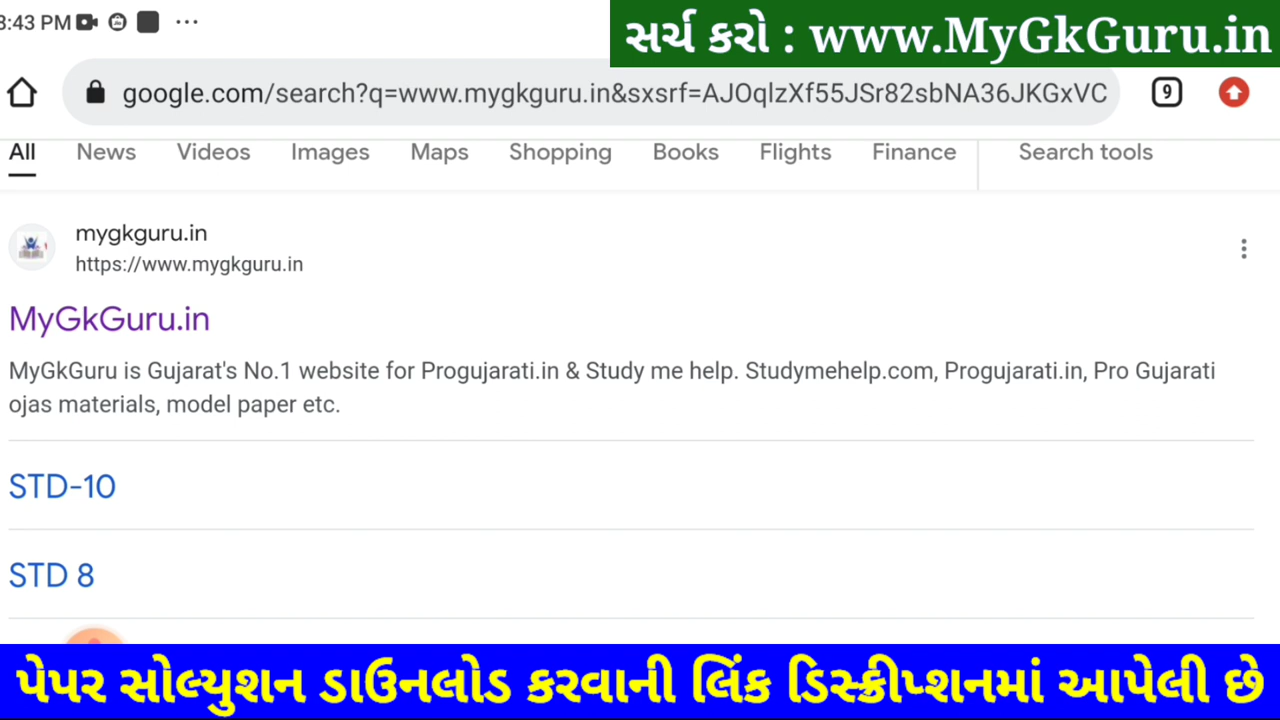 8:43 PM
સર્ચ કરો : www.MyGkGuru.in
google.com/search?q=www.mygkguru.in&sxsrf=AJOqlzXf55JSr82sbNA36JKGxVC
9
All News Videos Images Maps Shopping Books Flights Finance Search tools
mygkguru.in
https://www.mygkguru.in
MyGkGuru.in
MyGkGuru is Gujarat's No.1 website for Progujarati.in & Study me help. Studymehelp.com, Progujarati.in, Pro Gujarati
ojas materials, model paper etc.
STD-10
STD 8
પેપર સોલ્યુશન ડાઉનલોડ કરવાની લિંક ડિસ્ક્રીપ્શનમાં આપેલી છે